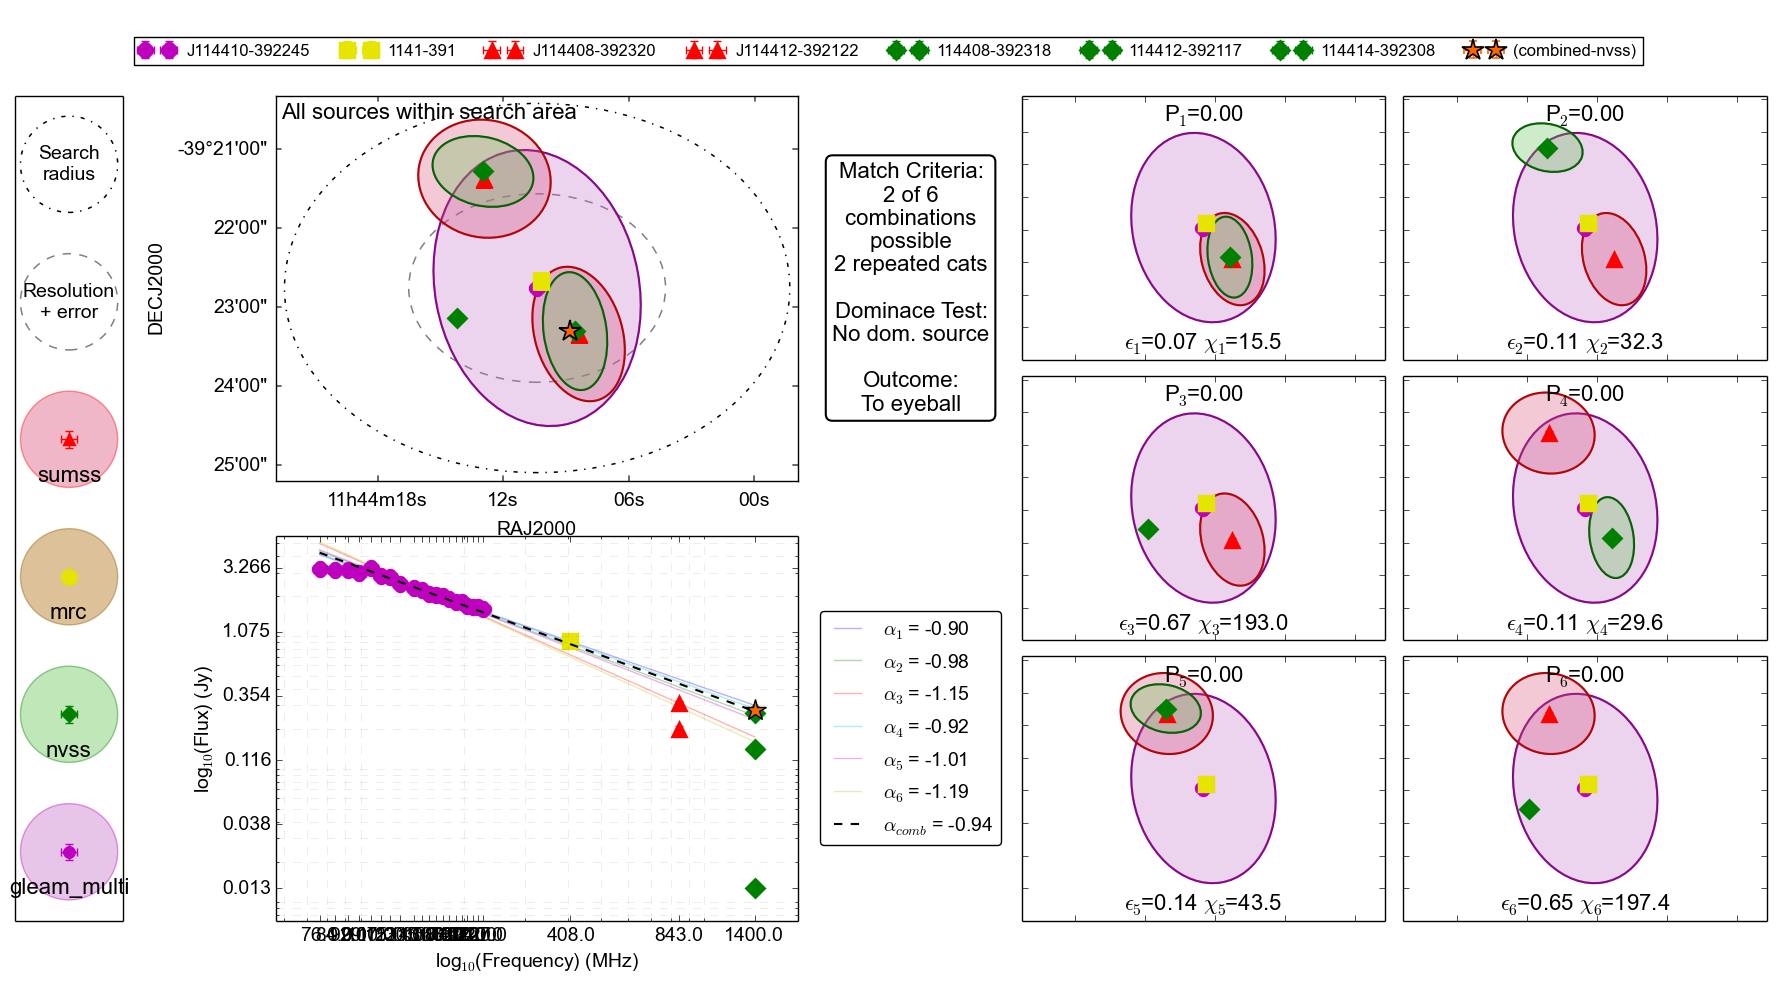 J114410-392245 1141-391 J114408-392320 J114412-392122 114408-392318 114412-392117 114414-392308 (combined-nvss)
Search
radius
Resolution
+ error
sumss
mrc
nvss
gleam_multi
All sources within search area
DECJ2000
-39°21'00"
22'00"
23'00"
24'00"
25'00"
11h44m18s 12s 06s 00s
RAJ2000
log10(Flux) (Jy)
3.266
1.075
0.354
0.116
0.038
0.013
408.0 843.0 1400.0
log10(Frequency) (MHz)
Match Criteria:
2 of 6
combinations
possible
2 repeated cats
Dominace Test:
No dom. source
Outcome:
To eyeball
α1 = -0.90
α2 = -0.98
α3 = -1.15
α4 = -0.92
α5 = -1.01
α6 = -1.19
αcomb = -0.94
P1=0.00
ϵ1=0.07 χ1=15.5
P2=0.00
ϵ2=0.11 χ2=32.3
P3=0.00
ϵ3=0.67 χ3=193.0
P4=0.00
ϵ4=0.11 χ4=29.6
P5=0.00
ϵ5=0.14 χ5=43.5
P6=0.00
ϵ6=0.65 χ6=197.4